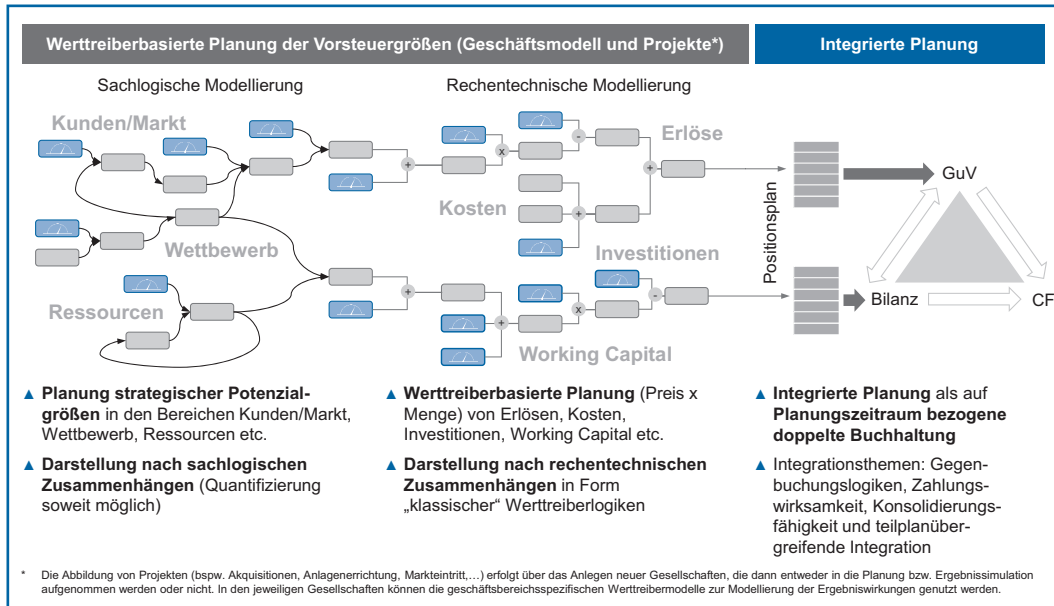 Werttreiberbasierte Planung der Vorsteuergrößen (Geschäftsmodell und Projekte*)
Integrierte Planung
Sachlogische Modellierung
Rechentechnische Modellierung
Kunden/Markt
Erlöse
x
-
+
+
GuV
Kosten
+
Positionsplan
Wettbewerb
Investitionen
Ressourcen
+
+
x
-
Bilanz
CF
Working Capital
▲ Planung strategischer Potenzial-
größen in den Bereichen Kunden/Markt,
Wettbewerb, Ressourcen etc.
▲ Darstellung nach sachlogischen
Zusammenhängen (Quantifizierung
soweit möglich)
▲ Werttreiberbasierte Planung (Preis x
Menge) von Erlösen, Kosten,
Investitionen, Working Capital etc.
▲ Darstellung nach rechentechnischen
Zusammenhängen in Form
„klassischer“ Werttreiberlogiken
▲ Integrierte Planung als auf
Planungszeitraum bezogene
doppelte Buchhaltung
▲ Integrationsthemen: Gegen-
buchungslogiken, Zahlungs-
wirksamkeit, Konsolidierungs-
fähigkeit und teilplanüber-
greifende Integration
* Die Abbildung von Projekten (bspw. Akquisitionen, Anlagenerrichtung, Markteintritt,…) erfolgt über das Anlegen neuer Gesellschaften, die dann entweder in die Planung bzw. Ergebnissimulation
aufgenommen werden oder nicht. In den jeweiligen Gesellschaften können die geschäftsbereichsspezifischen Werttreibermodelle zur Modellierung der Ergebniswirkungen genutzt werden.